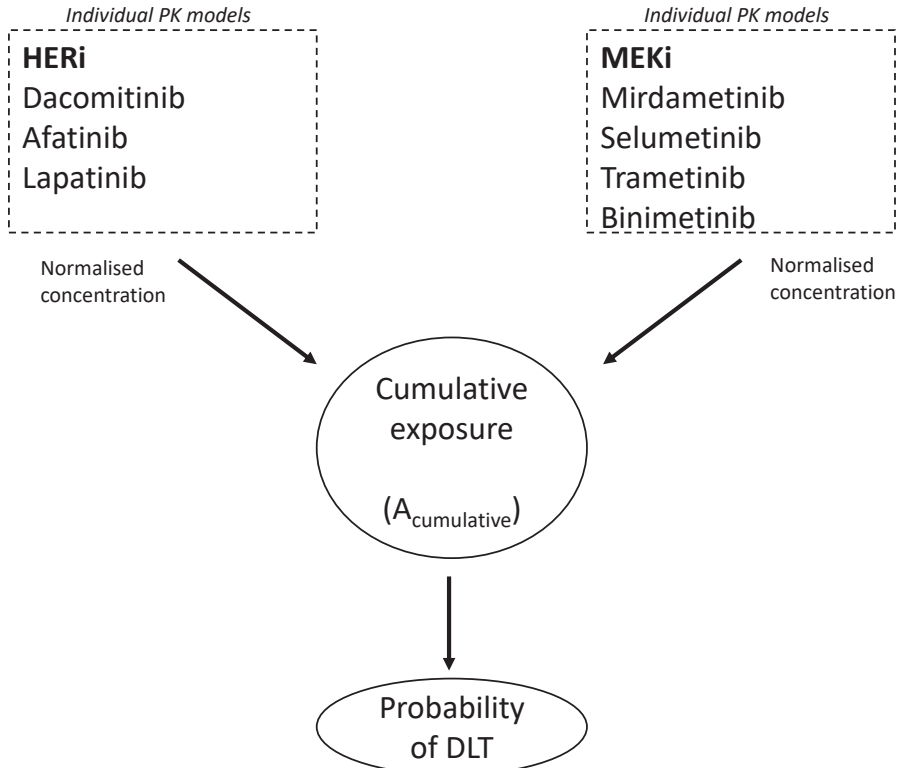 Individual PK models
HERi
Dacomitinib
Afatinib
Lapatinib
Individual PK models
MEKi
Mirdametinib
Selumetinib
Trametinib
Binimetinib
Normalised
concentration
Normalised
concentration
Cumulative
exposure
(Acumulative)
Probability
of DLT